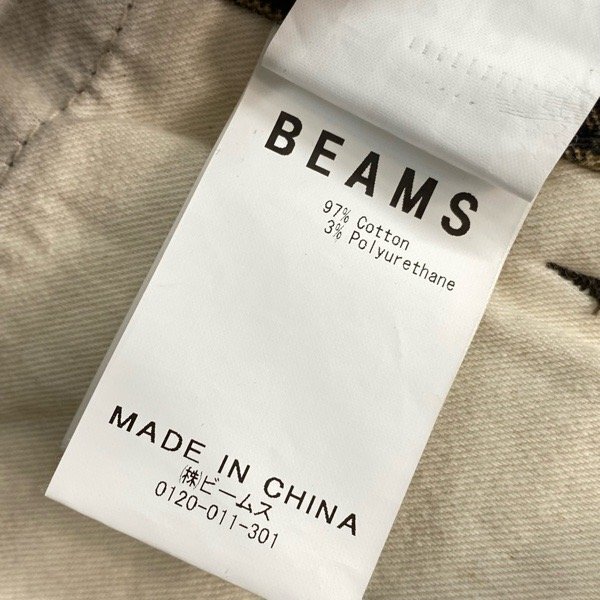 BEAMS
97% Cotton
3% Polyurethane
MADE IN CHINA
㈱ビームス
0120-011-301